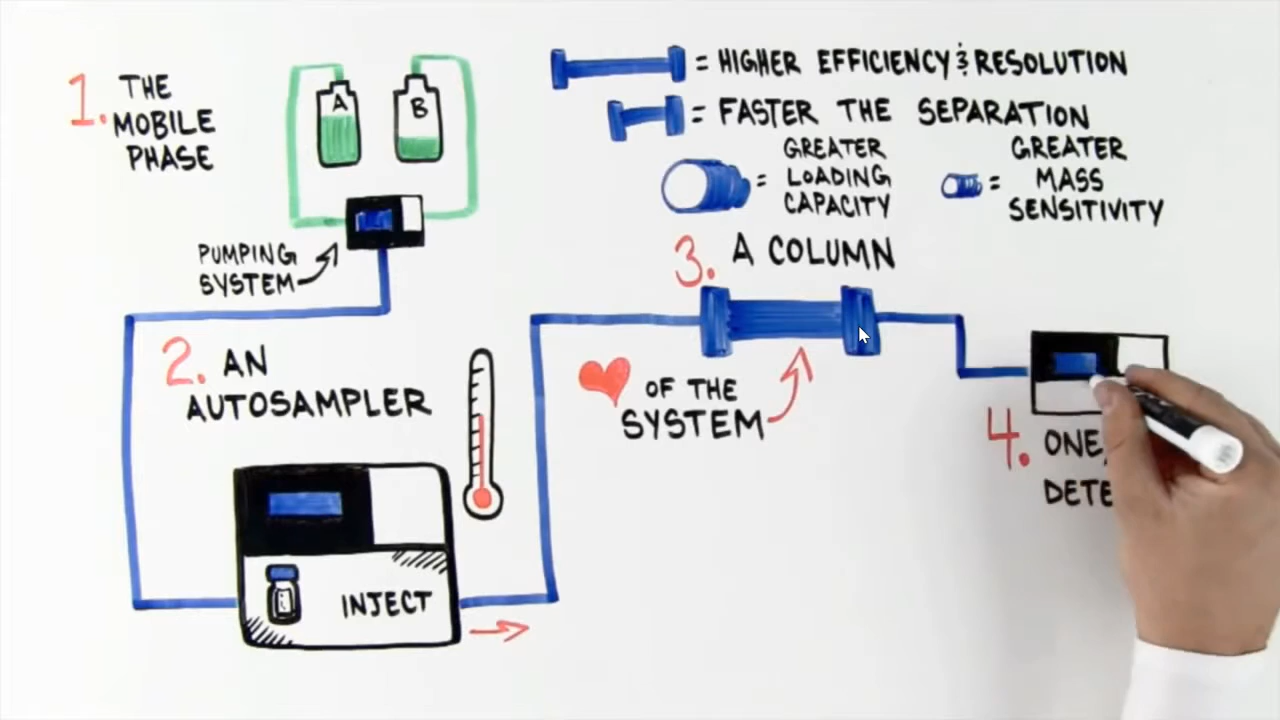 1. THE
MOBILE
PHASE
A
B
PUMPING
SYSTEM
= HIGHER EFFICIENCY & RESOLUTION
= FASTER THE SEPARATION
= GREATER
LOADING
CAPACITY
= GREATER
MASS
SENSITIVITY
2. AN
AUTOSAMPLER
INJECT
3. A COLUMN
OF THE
SYSTEM
4. ONE,